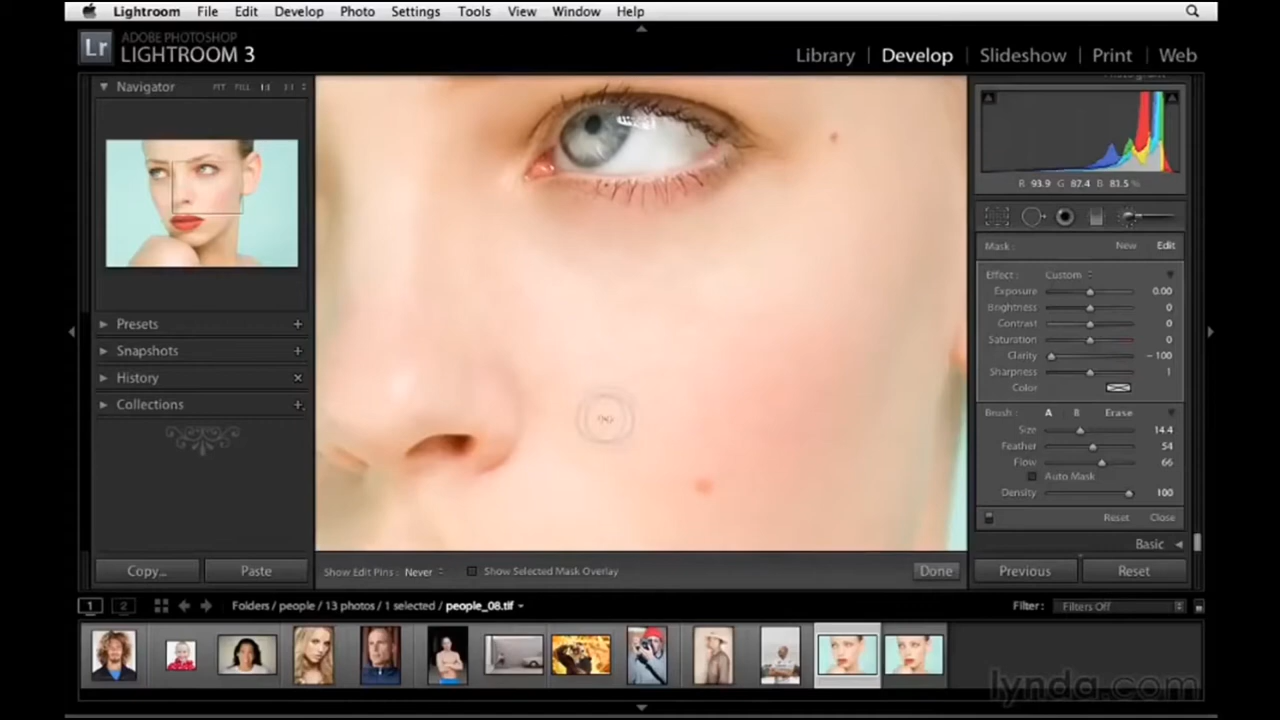 Lightroom File Edit Develop Photo Settings Tools View Window Help
Lr ADOBE PHOTOSHOP
LIGHTROOM 3
Library | Develop | Slideshow | Print | Web
Navigator FIT FILL 1:1
R 93.9 G 87.4 B 83.5 %
Mask : New Edit
Effect : Custom
Exposure 0.00
Brightness 0
Contrast 0
Saturation 0
Clarity – 100
Sharpness 1
Color
Presets
Snapshots
History
Collections
Brush : A B Erase
Size 14.4
Feather 54
Flow 66
Auto Mask
Density 100
Reset Close
Basic
Copy... Paste
Show Edit Pins : Never Show Selected Mask Overlay Done
Previous Reset
1 2 Folders / people / 13 photos / 1 selected / people_08.tif Filter : Filters Off
lynda.com